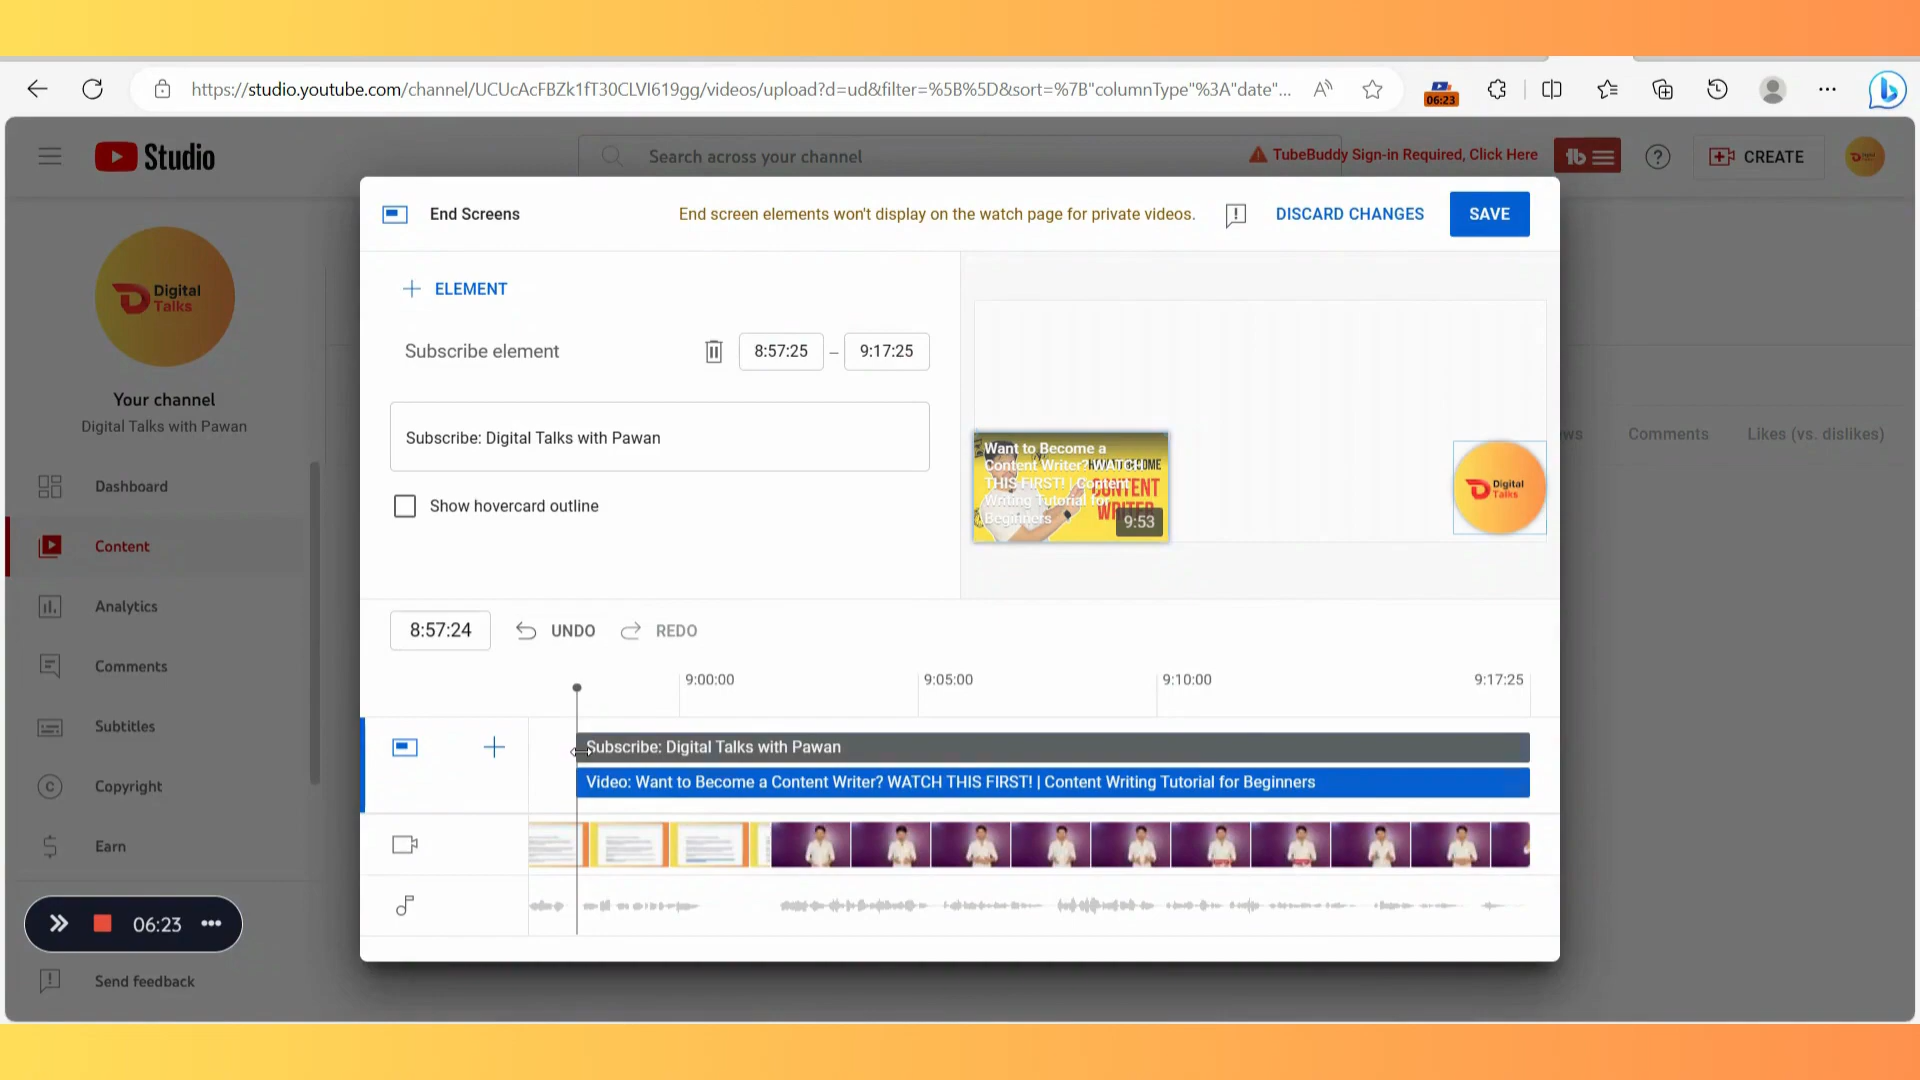 https://studio.youtube.com/channel/UCUcAcFBZk1fT30CLVI619gg/videos/upload?d=ud&filter=%5B%5D&sort=%7B"columnType"%3A"date"...
06:23
Studio
Search across your channel
TubeBuddy Sign-in Required, Click Here
CREATE
End Screens
End screen elements won't display on the watch page for private videos.
DISCARD CHANGES
SAVE
ELEMENT
Subscribe element
8:57:25 – 9:17:25
Subscribe: Digital Talks with Pawan
Show hovercard outline
Want to Become a
Content Writer? WATCH
THIS FIRST! | Content
Writing Tutorial for
Beginners
CONTENT
9:53
Digital
Talks
Digital
Talks
Your channel
Digital Talks with Pawan
Comments
Likes (vs. dislikes)
Dashboard
Content
Analytics
Comments
Subtitles
Copyright
Earn
06:23
Send feedback
8:57:24
UNDO
REDO
9:00:00
9:05:00
9:10:00
9:17:25
Subscribe: Digital Talks with Pawan
Video: Want to Become a Content Writer? WATCH THIS FIRST! | Content Writing Tutorial for Beginners